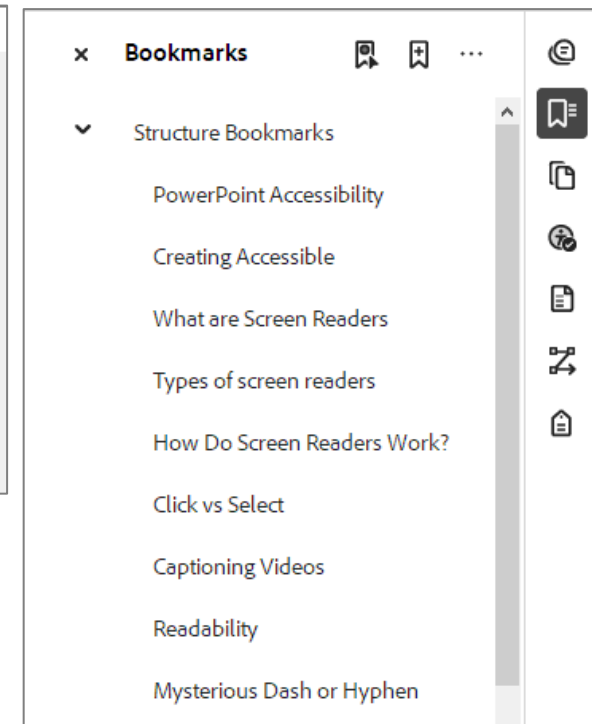 Bookmarks
Structure Bookmarks
PowerPoint Accessibility
Creating Accessible
What are Screen Readers
Types of screen readers
How Do Screen Readers Work?
Click vs Select
Captioning Videos
Readability
Mysterious Dash or Hyphen